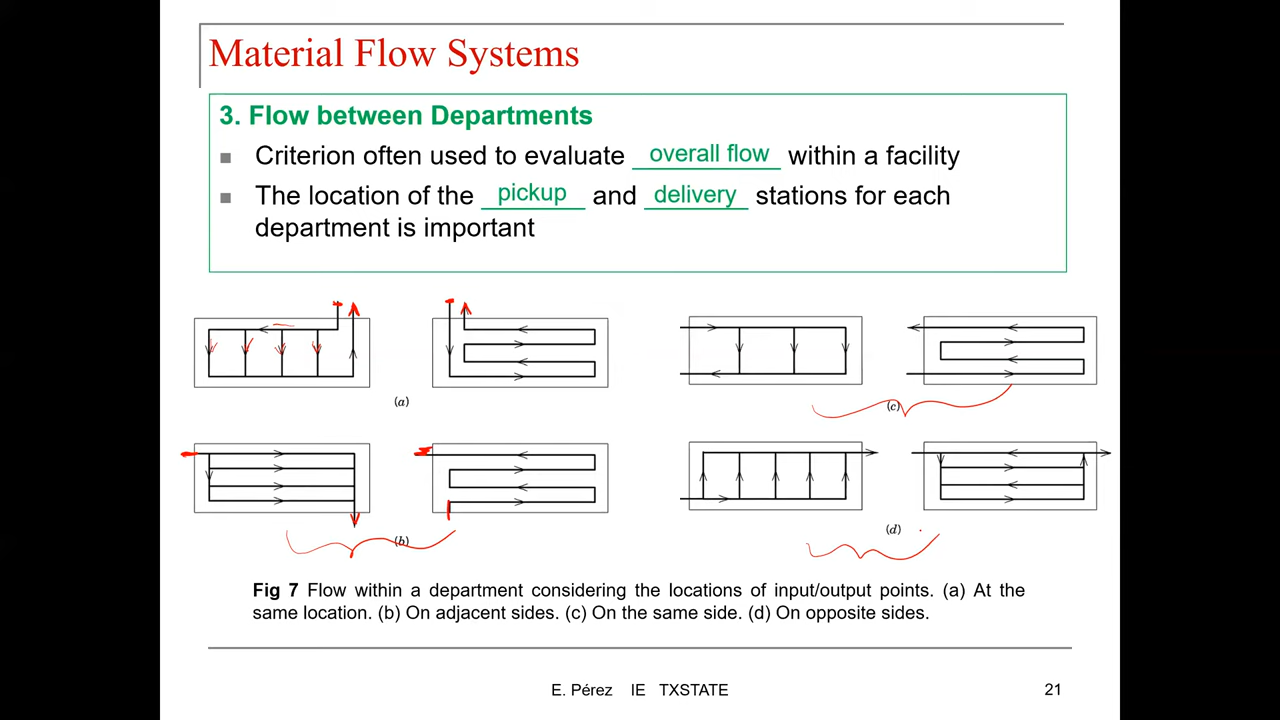 Material Flow Systems
3. Flow between Departments
Criterion often used to evaluate overall flow within a facility
The location of the pickup and delivery stations for each
department is important
(a)
(c)
(b)
(d)
Fig 7 Flow within a department considering the locations of input/output points. (a) At the
same location. (b) On adjacent sides. (c) On the same side. (d) On opposite sides.
E. Pérez IE TXSTATE
21